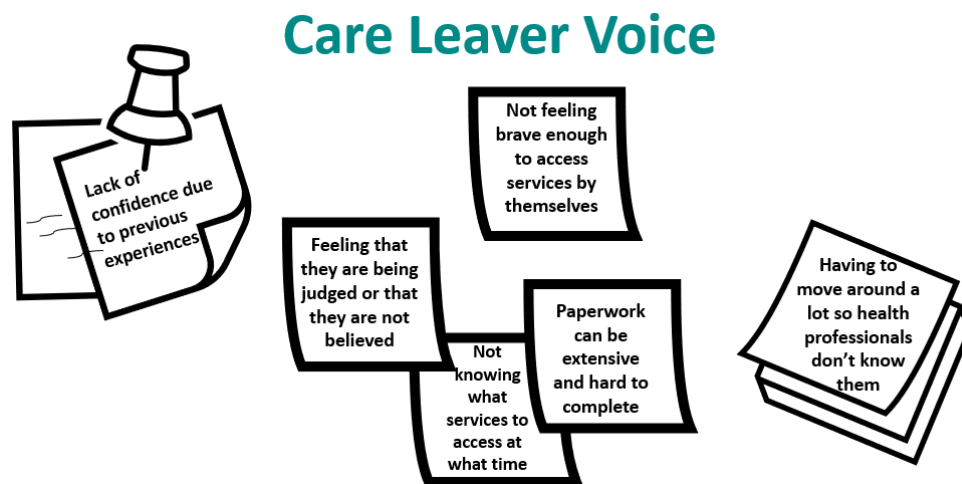 Care Leaver Voice
Lack of
confidence due
to previous
experiences
Not feeling
brave enough
to access
services by
themselves
Feeling that
they are being
judged or that
they are not
believed
Not
knowing
what
services to
access at
what time
Paperwork
can be
extensive
and hard to
complete
Having to
move around a
lot so health
professionals
don’t know
them